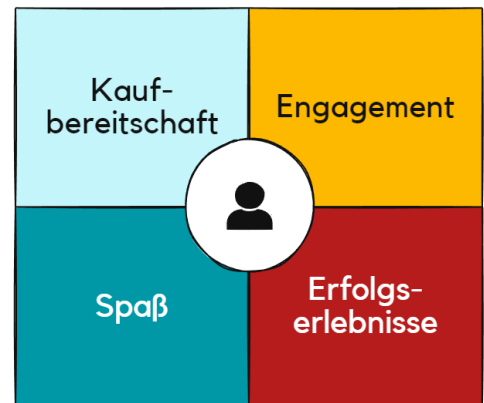 Kauf-
bereitschaft
Engagement
Spaß
Erfolgs-
erlebnisse